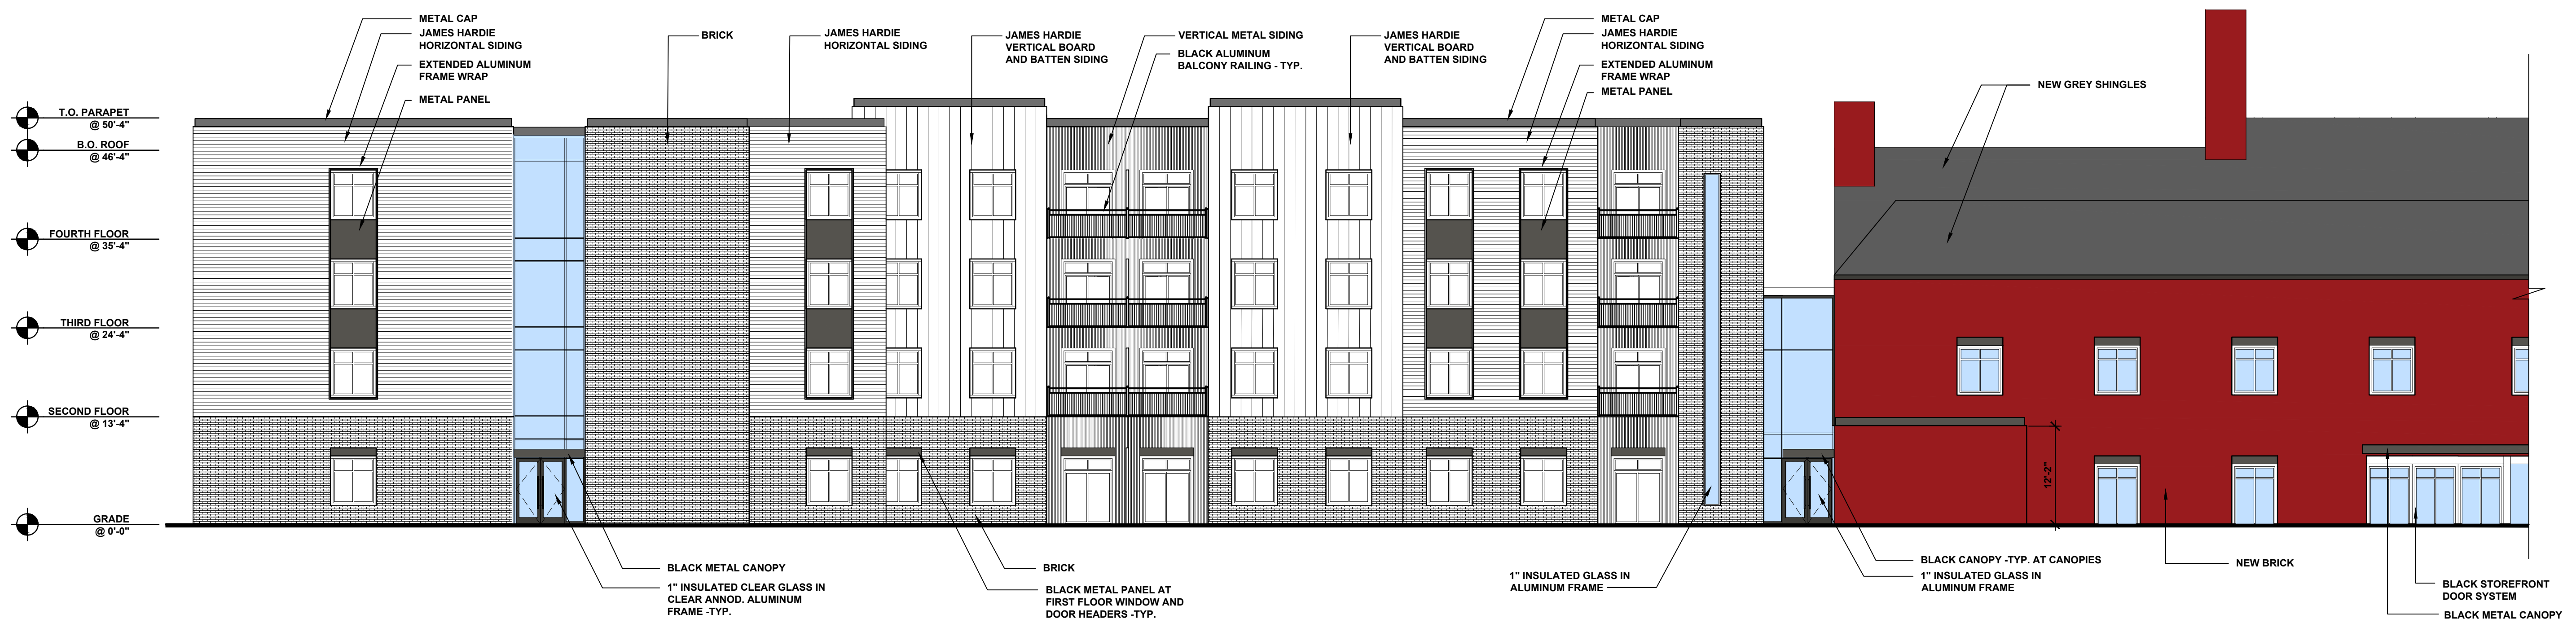 METAL CAP
JAMES HARDIE
HORIZONTAL SIDING
EXTENDED ALUMINUM
FRAME WRAP
METAL PANEL
BRICK
JAMES HARDIE
HORIZONTAL SIDING
JAMES HARDIE
VERTICAL BOARD
AND BATTEN SIDING
VERTICAL METAL SIDING
BLACK ALUMINUM
BALCONY RAILING - TYP.
JAMES HARDIE
VERTICAL BOARD
AND BATTEN SIDING
METAL CAP
JAMES HARDIE
HORIZONTAL SIDING
EXTENDED ALUMINUM
FRAME WRAP
METAL PANEL
NEW GREY SHINGLES
T.O. PARAPET
@ 50'-4"
B.O. ROOF
@ 46'-4"
FOURTH FLOOR
@ 35'-4"
THIRD FLOOR
@ 24'-4"
SECOND FLOOR
@ 13'-4"
GRADE
@ 0'-0"
12'-2"
BLACK METAL CANOPY
1" INSULATED CLEAR GLASS IN
CLEAR ANNOD. ALUMINUM
FRAME -TYP.
BRICK
BLACK METAL PANEL AT
FIRST FLOOR WINDOW AND
DOOR HEADERS -TYP.
1" INSULATED GLASS IN
ALUMINUM FRAME
BLACK CANOPY -TYP. AT CANOPIES
1" INSULATED GLASS IN
ALUMINUM FRAME
NEW BRICK
BLACK STOREFRONT
DOOR SYSTEM
BLACK METAL CANOPY